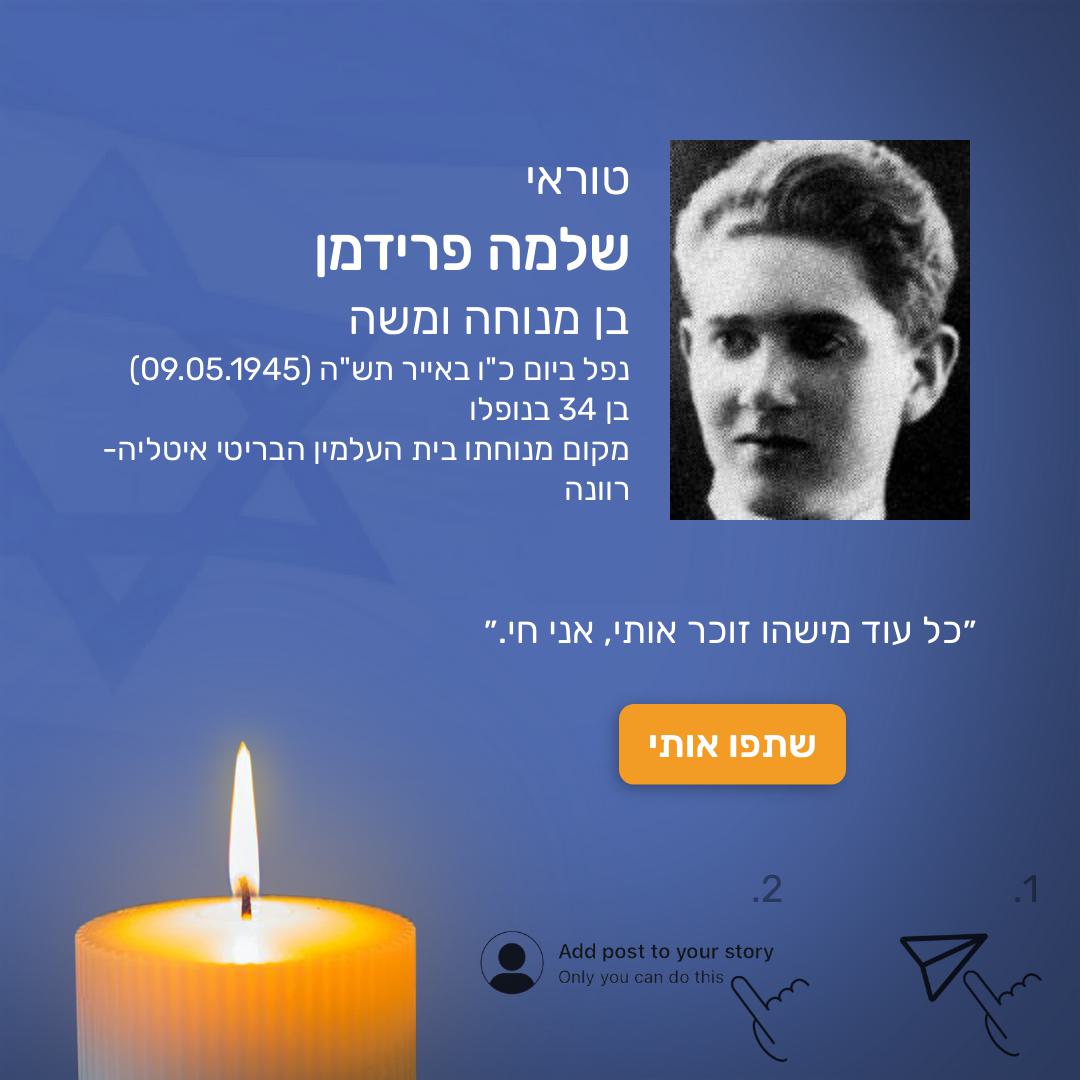 טוראי
שלמה פרידמן
בן מנוחה ומשה
נפל ביום כ"ו באייר תש"ה (09.05.1945)
בן 34 בנופלו
מקום מנוחתו בית העלמין הבריטי איטליה-
רוונה
״כל עוד מישהו זוכר אותי, אני חי.״
שתפו אותי
1.
2.
Add post to your story
Only you can do this